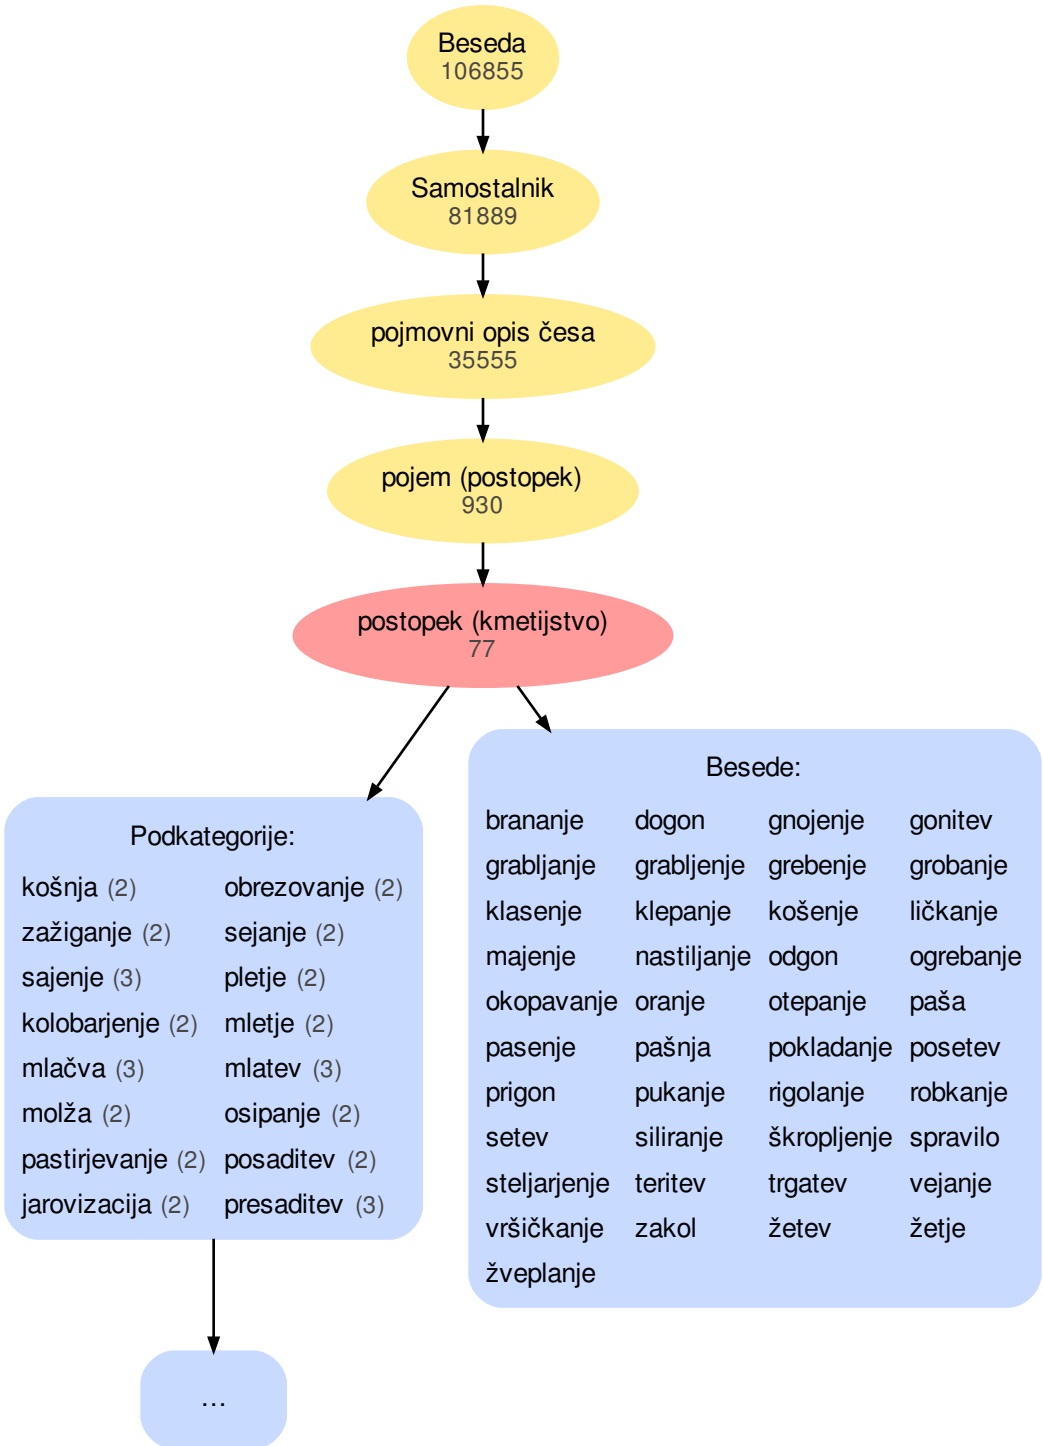 Beseda
106855
Samostalnik
81889
pojmovni opis česa
35555
pojem (postopek)
930
postopek (kmetijstvo)
77
Podkategorije:
košnja (2) obrezovanje (2)
zažiganje (2) sejanje (2)
sajenje (3) pletje (2)
kolobarjenje (2) mletje (2)
mlačva (3) mlatev (3)
molža (2) osipanje (2)
pastirjevanje (2) posaditev (2)
jarovizacija (2) presaditev (3)
...
Besede:
brananje dogon gnojenje gonitev
grabljanje grabljenje grebenje grobanje
klasenje klepanje košenje ličkanje
majenje nastiljanje odgon ogrebanje
okopavanje oranje otepanje paša
pasenje pašnja pokladanje posetev
prigon pukanje rigolanje robkanje
setev siliranje škropljenje spravilo
steljarjenje teritev trgatev vejanje
vršičkanje zakol žetev žetje
žveplanje